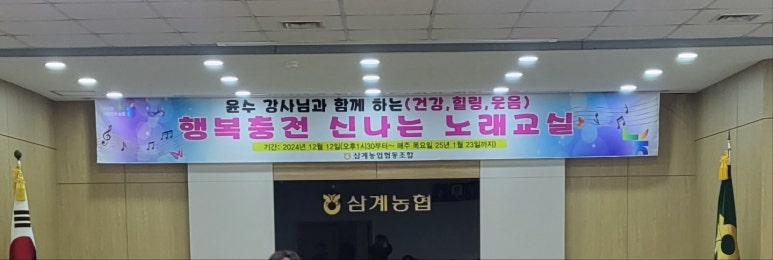 윤수 강사님과 함께 하는(건강,힐링,웃음)
행복충전 신나는 노래교실
기간: 2024년 12월 12일(오후1시30부터~ 매주 목요일 25년 1월 23일까지)
삼계농업협동조합
삼계농협